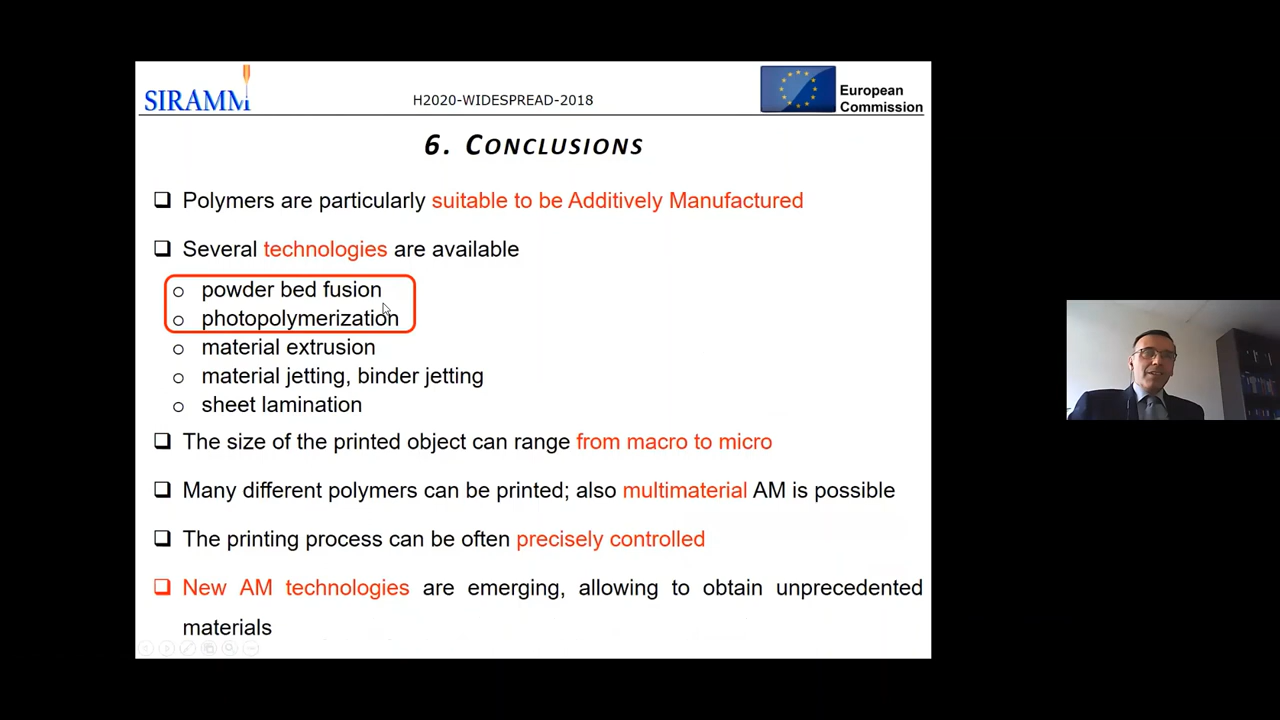 SIRAMM
H2020-WIDESPREAD-2018
European
Commission
6. CONCLUSIONS
Polymers are particularly suitable to be Additively Manufactured
Several technologies are available
powder bed fusion
photopolymerization
material extrusion
material jetting, binder jetting
sheet lamination
The size of the printed object can range from macro to micro
Many different polymers can be printed; also multimaterial AM is possible
The printing process can be often precisely controlled
New AM technologies are emerging, allowing to obtain unprecedented
materials